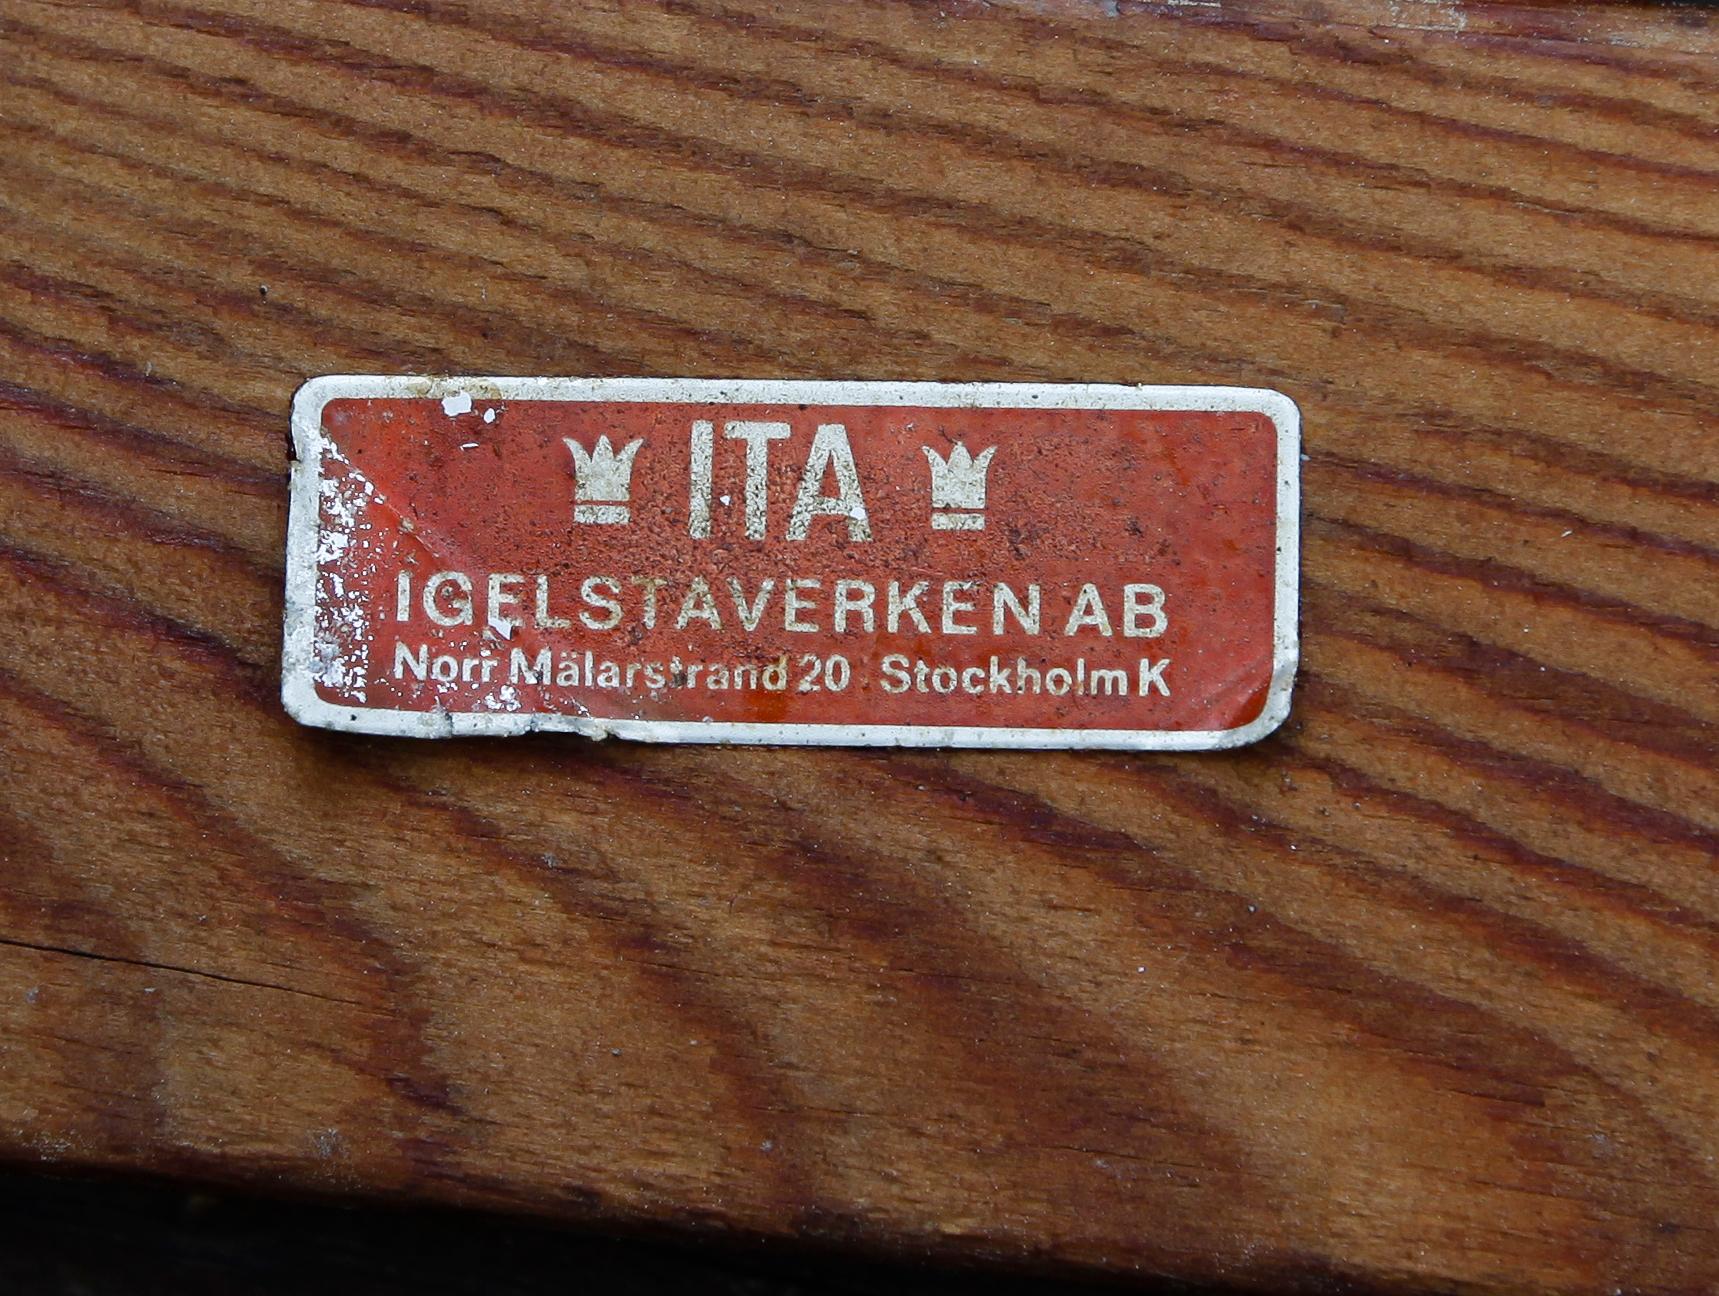 ITA
IGELSTAVERKEN AB
Norr Mälarstrand 20 Stockholm K